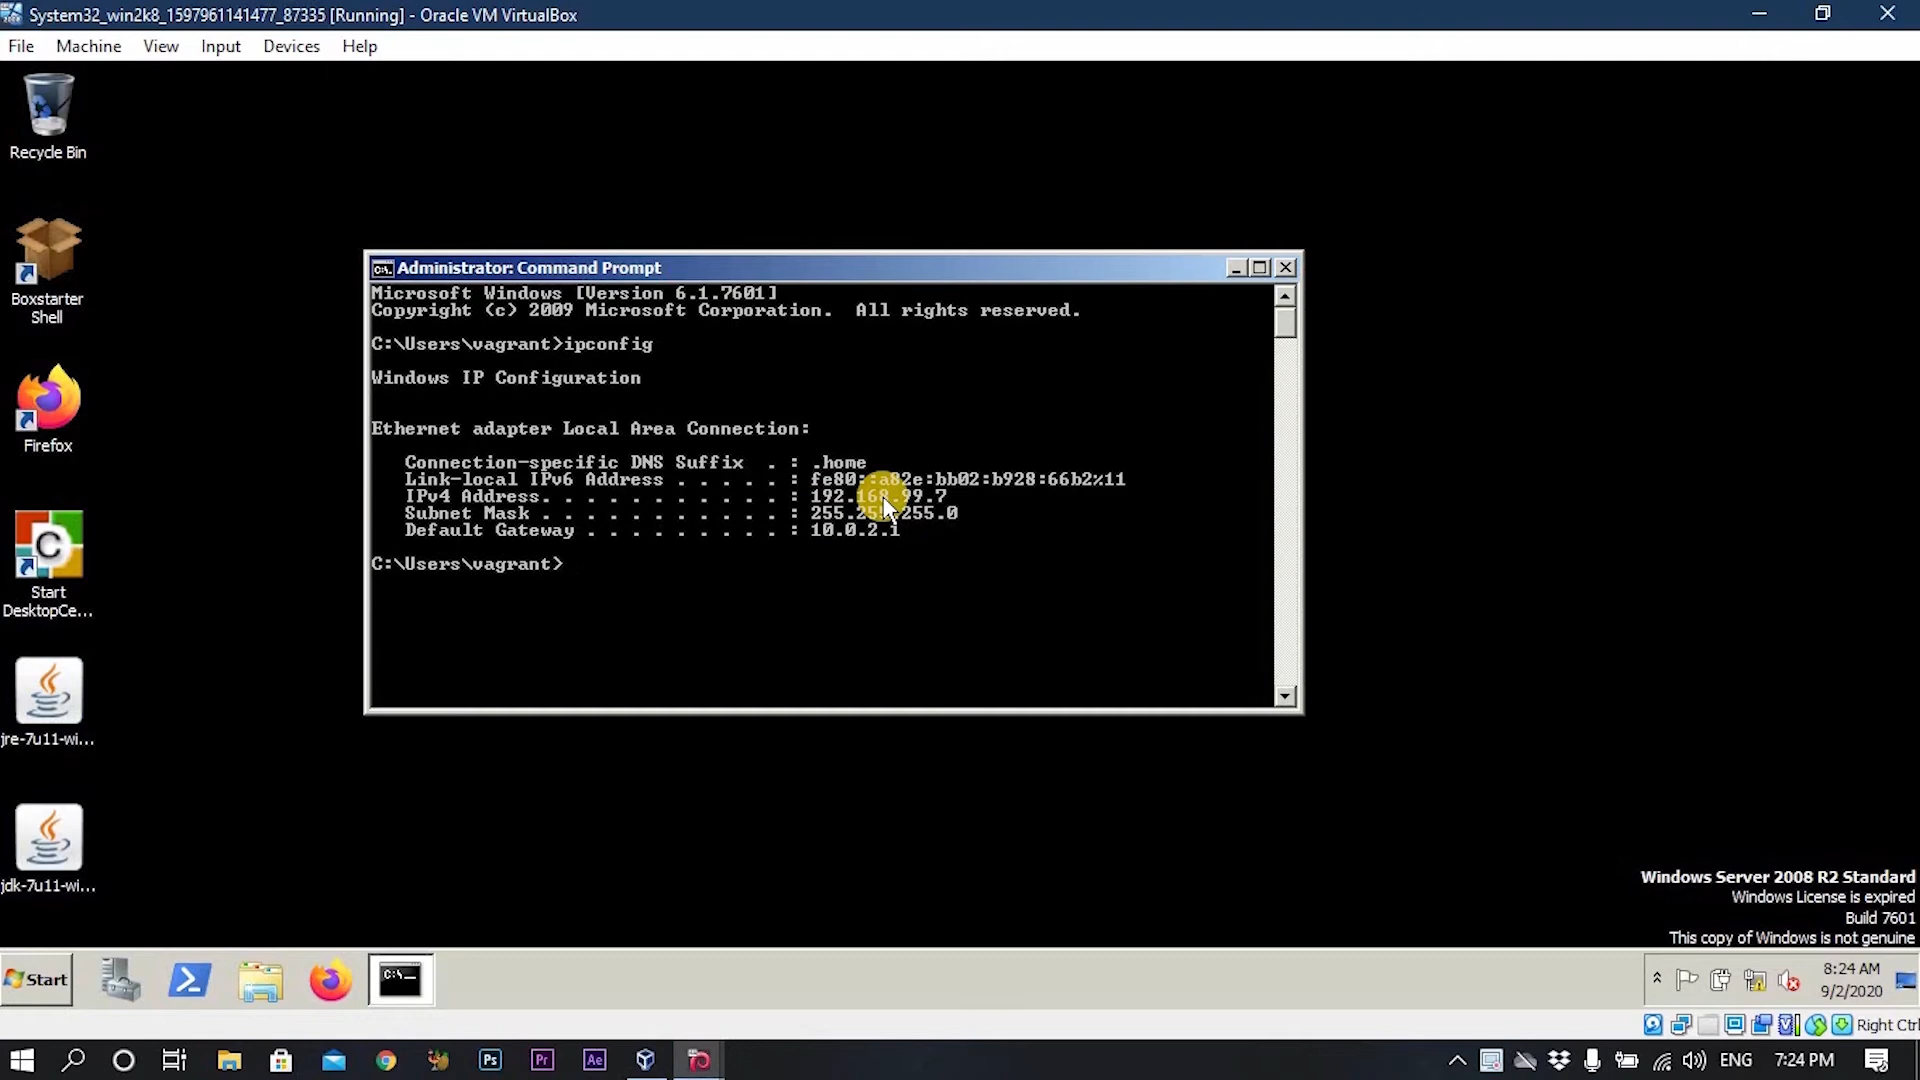 System32_win2k8_1597961141477_87335 [Running] - Oracle VM VirtualBox
File Machine View Input Devices Help
Recycle Bin
Boxstarter
Shell
Firefox
Start
DesktopCe...
jre-7u11-wi...
jdk-7u11-wi...
Administrator: Command Prompt
Microsoft Windows [Version 6.1.7601]
Copyright (c) 2009 Microsoft Corporation.  All rights reserved.
C:\Users\vagrant>ipconfig
Windows IP Configuration
Ethernet adapter Local Area Connection:
Connection-specific DNS Suffix  . : .home
Link-local IPv6 Address . . . . . : fe80::a82e:bb02:b928:66b2%11
IPv4 Address. . . . . . . . . . . : 192.168.99.7
Subnet Mask . . . . . . . . . . . : 255.255.255.0
Default Gateway . . . . . . . . . : 10.0.2.1
C:\Users\vagrant>
Windows Server 2008 R2 Standard
Windows License is expired
Build 7601
This copy of Windows is not genuine
Start
8:24 AM
9/2/2020
Right Ctrl
Ps
Pr
Ae
ENG
7:24 PM